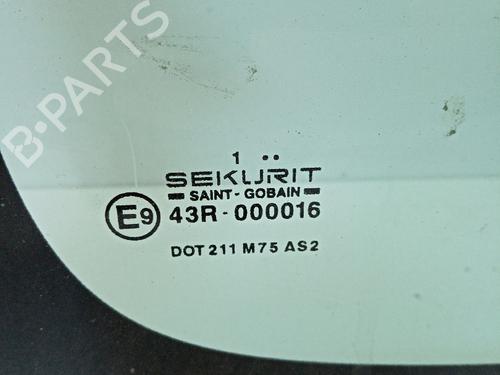 B-PARTS
1 ..
SEKURIT
SAINT-GOBAIN
E9 43R-000016
DOT 211 M75 AS2